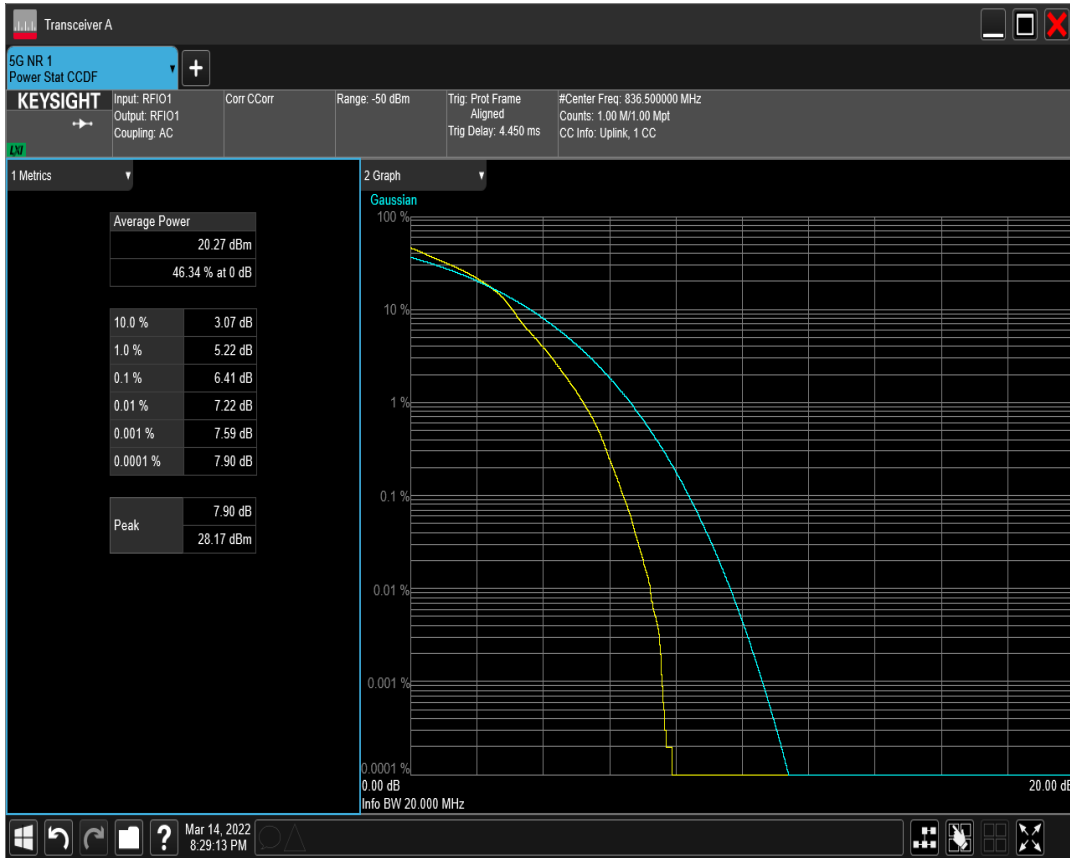 Transceiver A
5G NR 1
Power Stat CCDF
KEYSIGHT
Input: RFIO1
Output: RFIO1
Coupling: AC
Corr CCorr
Range: -50 dBm
Trig: Prot Frame
Aligned
Trig Delay: 4.450 ms
#Center Freq: 836.500000 MHz
Counts: 1.00 M/1.00 Mpt
CC Info: Uplink, 1 CC
LXI
1 Metrics
Average Power
20.27 dBm
46.34 % at 0 dB
10.0 % 3.07 dB
1.0 % 5.22 dB
0.1 % 6.41 dB
0.01 % 7.22 dB
0.001 % 7.59 dB
0.0001 % 7.90 dB
Peak
7.90 dB
28.17 dBm
2 Graph
Gaussian
100 %
10 %
1 %
0.1 %
0.01 %
0.001 %
0.0001 %
0.00 dB
20.00 dB
Info BW 20.000 MHz
?
Mar 14, 2022
8:29:13 PM